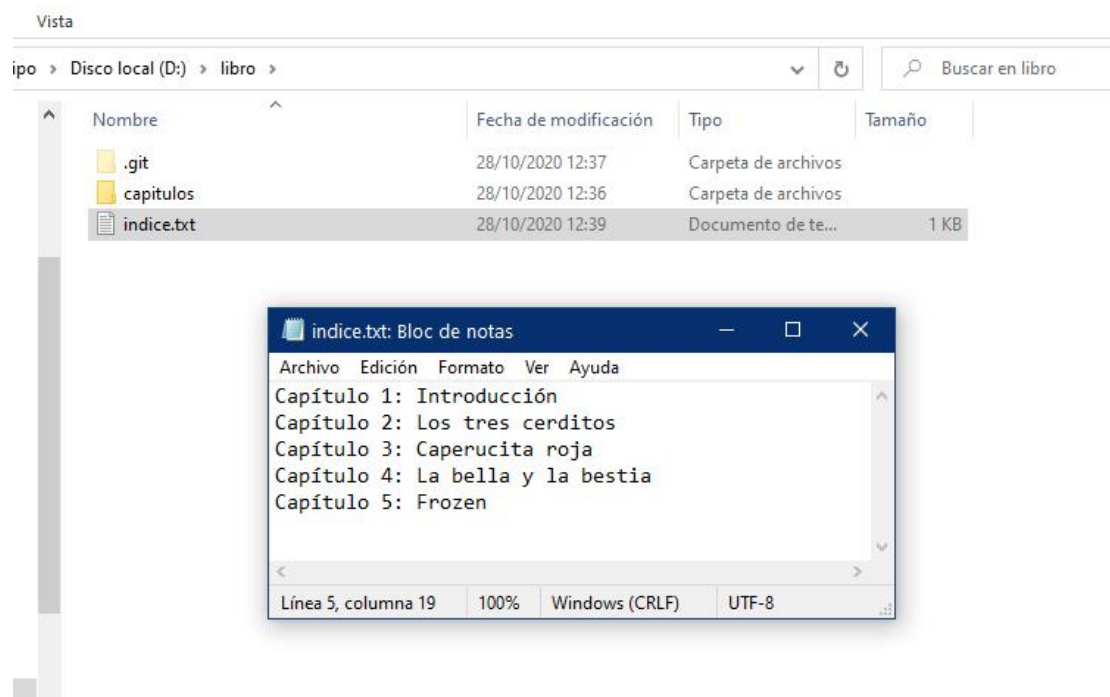 Vista
ipo > Disco local (D:) > libro >
Buscar en libro
Nombre Fecha de modificación Tipo Tamaño
.git 28/10/2020 12:37 Carpeta de archivos
capitulos 28/10/2020 12:36 Carpeta de archivos
indice.txt 28/10/2020 12:39 Documento de te... 1 KB
indice.txt: Bloc de notas
Archivo Edición Formato Ver Ayuda
Capítulo 1: Introducción
Capítulo 2: Los tres cerditos
Capítulo 3: Caperucita roja
Capítulo 4: La bella y la bestia
Capítulo 5: Frozen
Línea 5, columna 19 100% Windows (CRLF) UTF-8